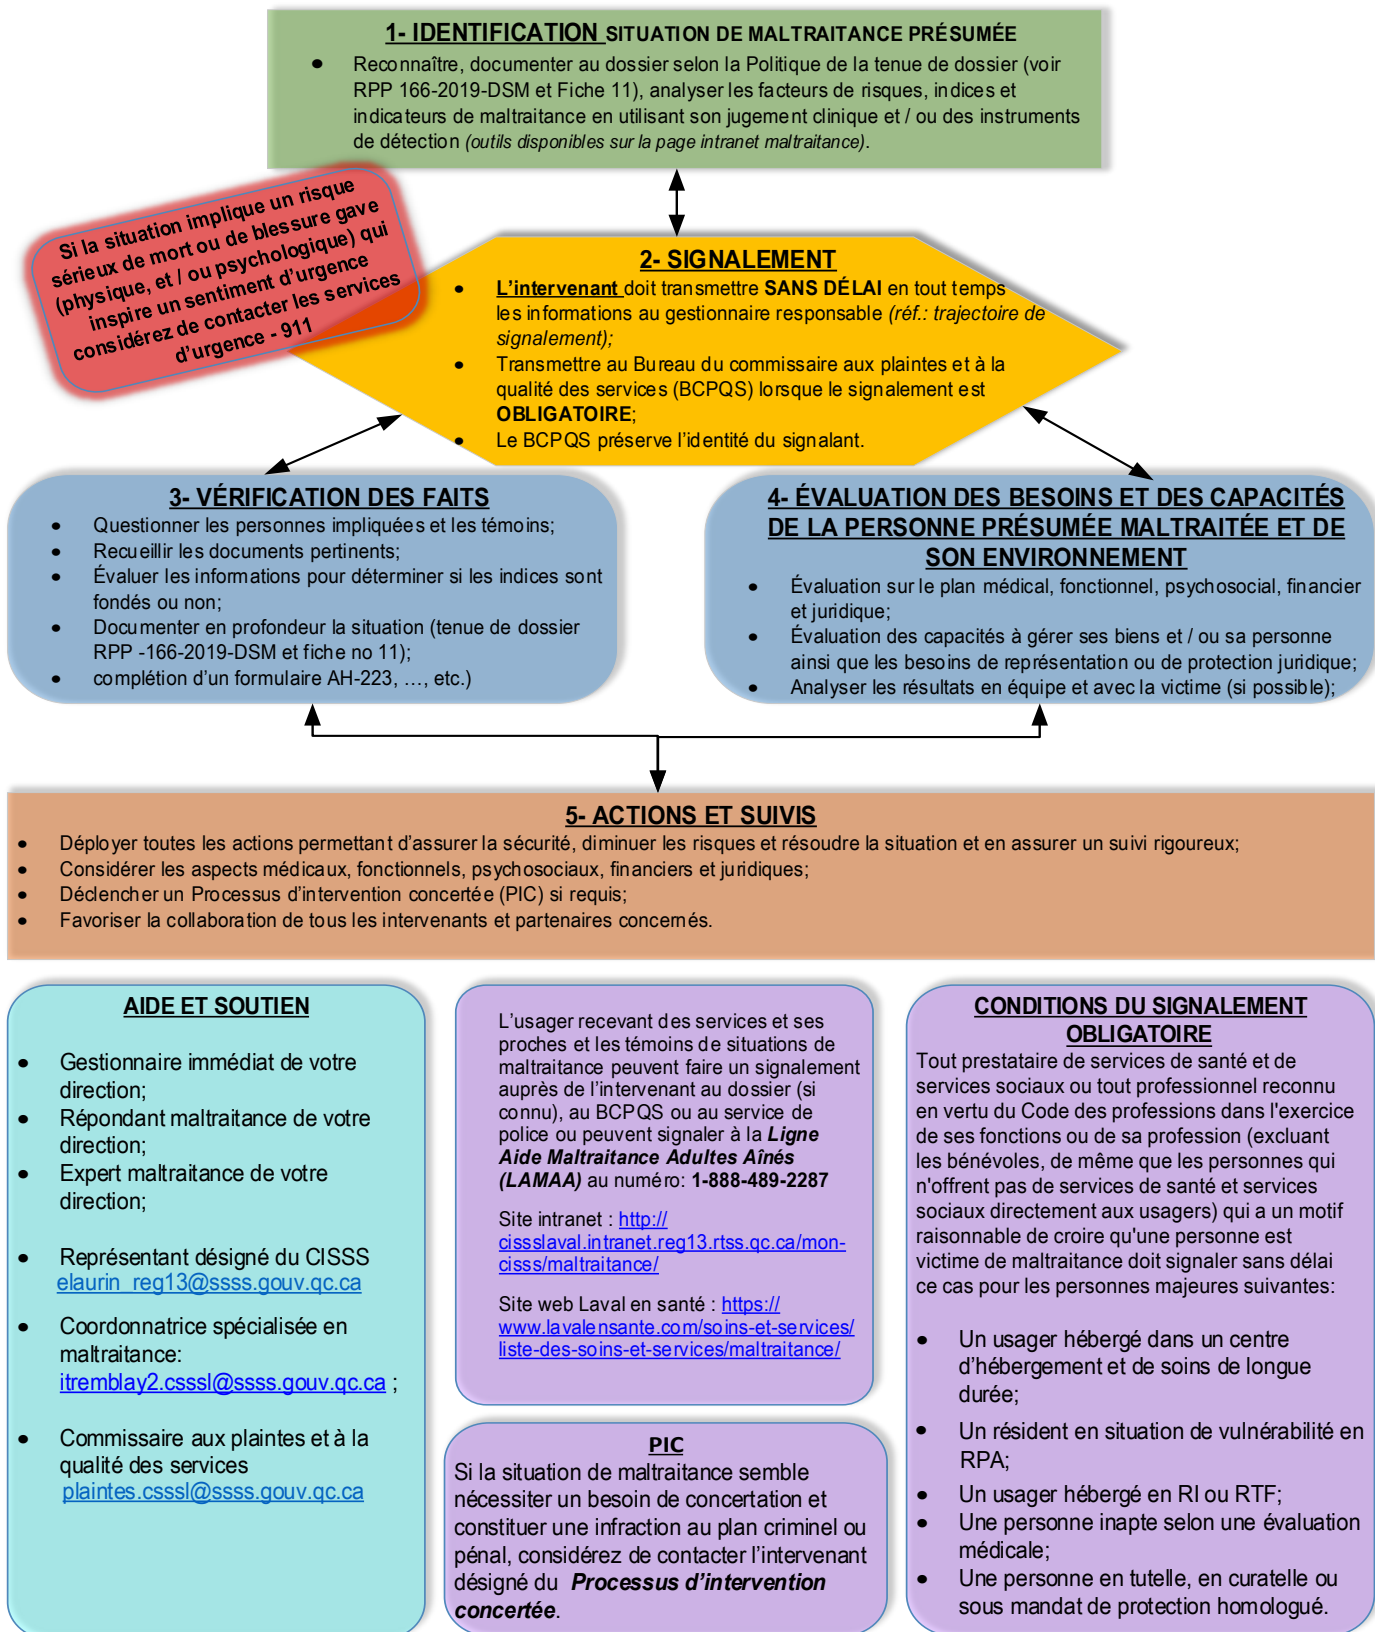 1- IDENTIFICATION SITUATION DE MALTRAITANCE PRÉSUMÉE
• Reconnaître, documenter au dossier selon la Politique de la tenue de dossier (voir
RPP 166-2019-DSM et Fiche 11), analyser les facteurs de risques, indices et
indicateurs de maltraitance en utilisant son jugement clinique et / ou des instruments
de détection (outils disponibles sur la page intranet maltraitance).
Si la situation implique un risque
sérieux de mort ou de blessure gave
(physique, et / ou psychologique) qui
inspire un sentiment d'urgence
considérez de contacter les services
d'urgence - 911
2- SIGNALEMENT
• L'intervenant doit transmettre SANS DÉLAI en tout temps
les informations au gestionnaire responsable (réf.: trajectoire de
signalement);
• Transmettre au Bureau du commissaire aux plaintes et à la
qualité des services (BCPQS) lorsque le signalement est
OBLIGATOIRE;
• Le BCPQS préserve l'identité du signalant.
3- VÉRIFICATION DES FAITS
• Questionner les personnes impliquées et les témoins;
• Recueillir les documents pertinents;
• Évaluer les informations pour déterminer si les indices sont
fondés ou non;
• Documenter en profondeur la situation (tenue de dossier
RPP -166-2019-DSM et fiche no 11);
• complétion d'un formulaire AH-223, …, etc.)
4- ÉVALUATION DES BESOINS ET DES CAPACITÉS
DE LA PERSONNE PRÉSUMÉE MALTRAITÉE ET DE
SON ENVIRONNEMENT
• Évaluation sur le plan médical, fonctionnel, psychosocial, financier
et juridique;
• Évaluation des capacités à gérer ses biens et / ou sa personne
ainsi que les besoins de représentation ou de protection juridique;
• Analyser les résultats en équipe et avec la victime (si possible);
5- ACTIONS ET SUIVIS
• Déployer toutes les actions permettant d'assurer la sécurité, diminuer les risques et résoudre la situation et en assurer un suivi rigoureux;
• Considérer les aspects médicaux, fonctionnels, psychosociaux, financiers et juridiques;
• Déclencher un Processus d'intervention concertée (PIC) si requis;
• Favoriser la collaboration de tous les intervenants et partenaires concernés.
AIDE ET SOUTIEN
• Gestionnaire immédiat de votre
direction;
• Répondant maltraitance de votre
direction;
• Expert maltraitance de votre
direction;
• Représentant désigné du CISSS
elaurin_reg13@ssss.gouv.qc.ca
• Coordonnatrice spécialisée en
maltraitance:
itremblay2.csssl@ssss.gouv.qc.ca ;
• Commissaire aux plaintes et à la
qualité des services
plaintes.csssl@ssss.gouv.qc.ca
L'usager recevant des services et ses
proches et les témoins de situations de
maltraitance peuvent faire un signalement
auprès de l'intervenant au dossier (si
connu), au BCPQS ou au service de
police ou peuvent signaler à la Ligne
Aide Maltraitance Adultes Aînés
(LAMAA) au numéro: 1-888-489-2287
Site intranet : http://
cissslaval.intranet.reg13.rtss.qc.ca/mon-
cisss/maltraitance/
Site web Laval en santé : https://
www.lavalensante.com/soins-et-services/
liste-des-soins-et-services/maltraitance/
PIC
Si la situation de maltraitance semble
nécessiter un besoin de concertation et
constituer une infraction au plan criminel ou
pénal, considérez de contacter l'intervenant
désigné du Processus d'intervention
concertée.
CONDITIONS DU SIGNALEMENT
OBLIGATOIRE
Tout prestataire de services de santé et de
services sociaux ou tout professionnel reconnu
en vertu du Code des professions dans l'exercice
de ses fonctions ou de sa profession (excluant
les bénévoles, de même que les personnes qui
n'offrent pas de services de santé et services
sociaux directement aux usagers) qui a un motif
raisonnable de croire qu'une personne est
victime de maltraitance doit signaler sans délai
ce cas pour les personnes majeures suivantes:
• Un usager hébergé dans un centre
d'hébergement et de soins de longue
durée;
• Un résident en situation de vulnérabilité en
RPA;
• Un usager hébergé en RI ou RTF;
• Une personne inapte selon une évaluation
médicale;
• Une personne en tutelle, en curatelle ou
sous mandat de protection homologué.